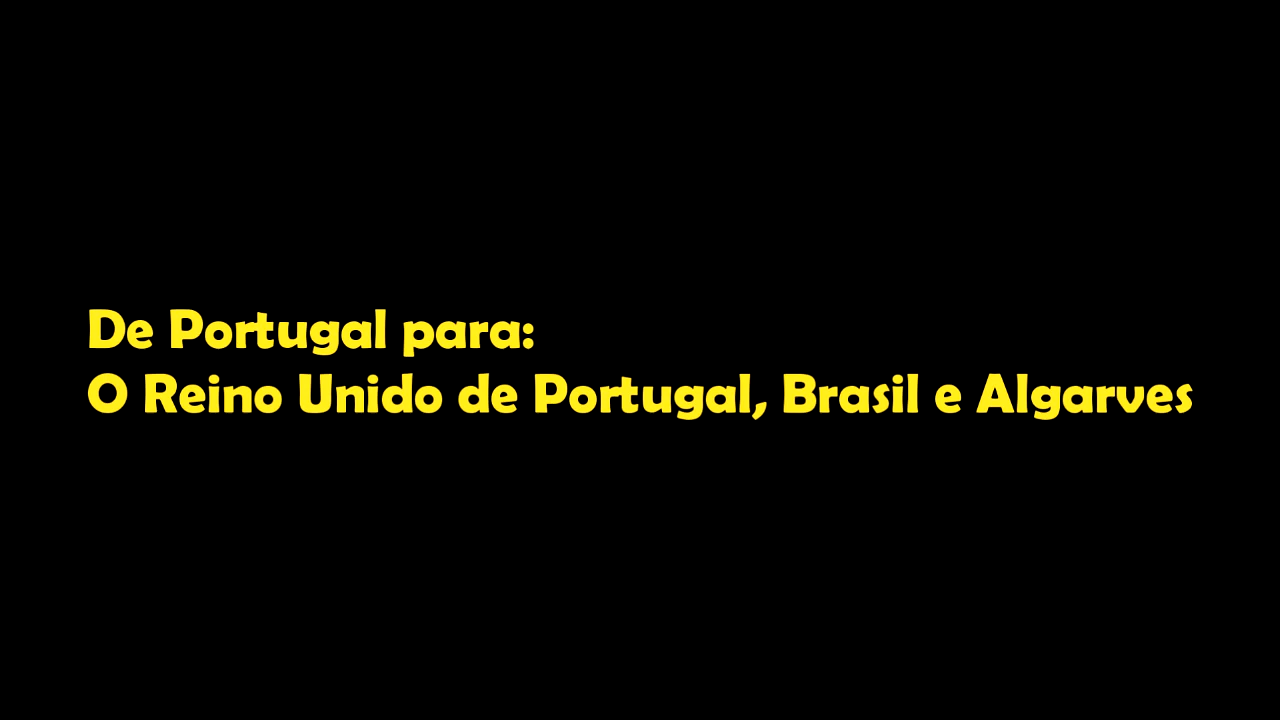 De Portugal para:
O Reino Unido de Portugal, Brasil e Algarves